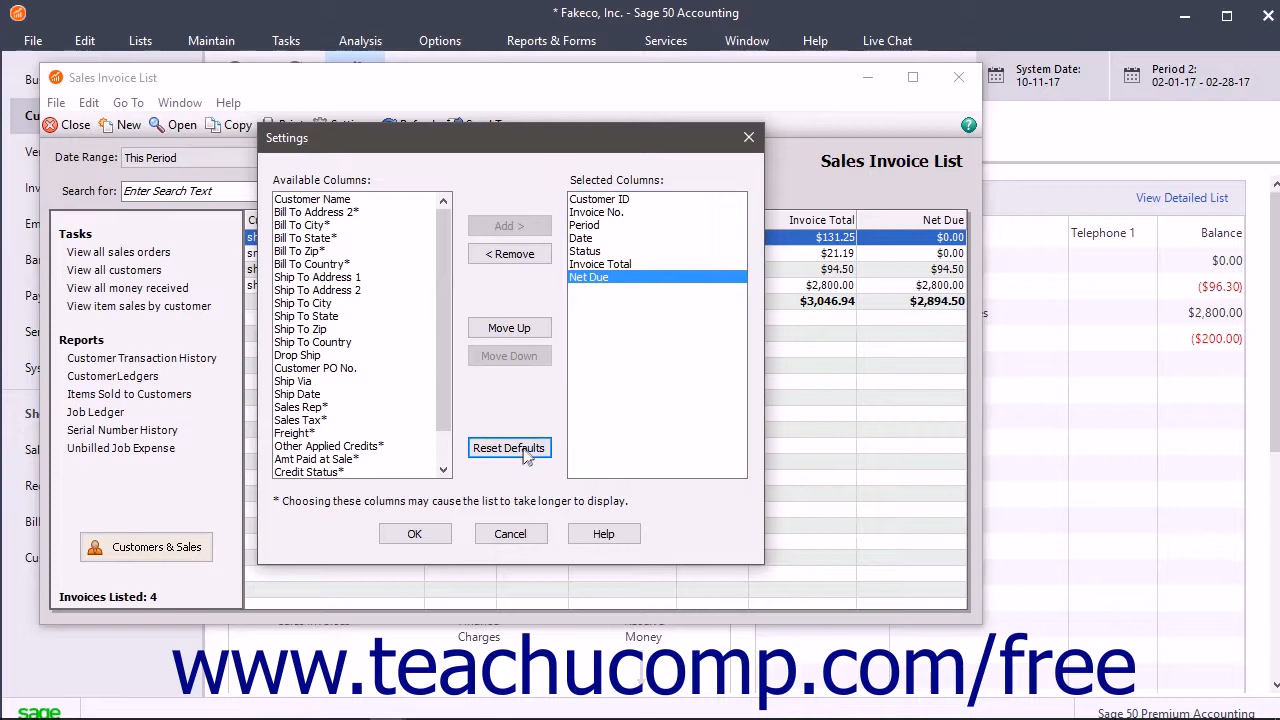 * Fakeco, Inc. - Sage 50 Accounting
File Edit Lists Maintain Tasks Analysis Options Reports & Forms Services Window Help Live Chat
System Date:
10-11-17
Period 2:
02-01-17 - 02-28-17
Sales Invoice List
File Edit Go To Window Help
Close New Open Copy
Date Range: This Period
Search for: Enter Search Text
Sales Invoice List
Tasks
View all sales orders
View all customers
View all money received
View item sales by customer
Reports
Customer Transaction History
CustomerLedgers
Items Sold to Customers
Job Ledger
Serial Number History
Unbilled Job Expense
Customers & Sales
Invoices Listed: 4
Settings
Available Columns:
Customer Name
Bill To Address 2*
Bill To City*
Bill To State*
Bill To Zip*
Bill To Country*
Ship To Address 1
Ship To Address 2
Ship To City
Ship To State
Ship To Zip
Ship To Country
Drop Ship
Customer PO No.
Ship Via
Ship Date
Sales Rep*
Sales Tax*
Freight*
Other Applied Credits*
Amt Paid at Sale*
Credit Status*
Add >
< Remove
Move Up
Move Down
Reset Defaults
Selected Columns:
Customer ID
Invoice No.
Period
Date
Status
Invoice Total
Net Due
* Choosing these columns may cause the list to take longer to display.
OK Cancel Help
Invoice Total Net Due
$131.25 $0.00
$21.19 $0.00
$94.50 $94.50
$2,800.00 $2,800.00
$3,046.94 $2,894.50
View Detailed List
Telephone 1 Balance
$0.00
($96.30)
$2,800.00
($200.00)
Charges
Money
www.teachucomp.com/free
sage
Sage 50 Premium Accounting